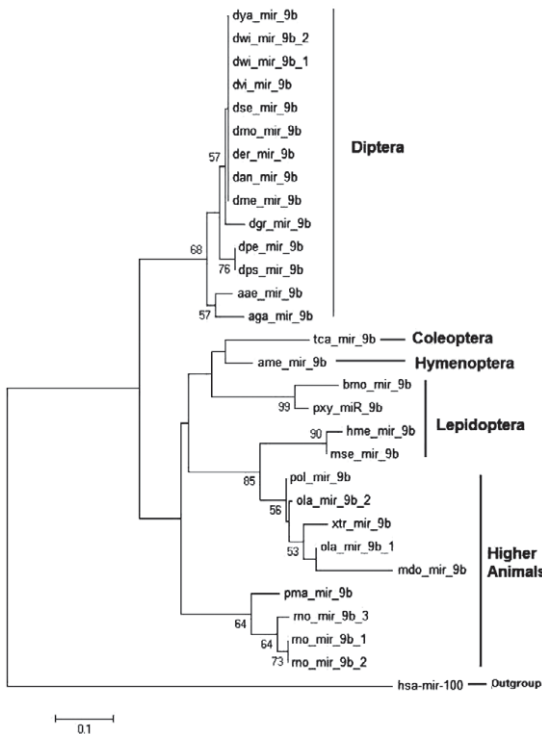 dya_mir_9b
dwi_mir_9b_2
dwi_mir_9b_1
dvi_mir_9b
dse_mir_9b
dmo_mir_9b
57
der_mir_9b
Diptera
dan_mir_9b
dme_mir_9b
dgr_mir_9b
68
dpe_mir_9b
76
dps_mir_9b
aae_mir_9b
57
aga_mir_9b
tca_mir_9b
Coleoptera
ame_mir_9b
Hymenoptera
bmo_mir_9b
99
pxy_miR_9b
Lepidoptera
90
hme_mir_9b
mse_mir_9b
85
pol_mir_9b
56
ola_mir_9b_2
xtr_mir_9b
53
ola_mir_9b_1
Higher
Animals
mdo_mir_9b
pma_mir_9b
64
rno_mir_9b_3
64
rno_mir_9b_1
73
rno_mir_9b_2
hsa-mir-100
Outgroup
0.1